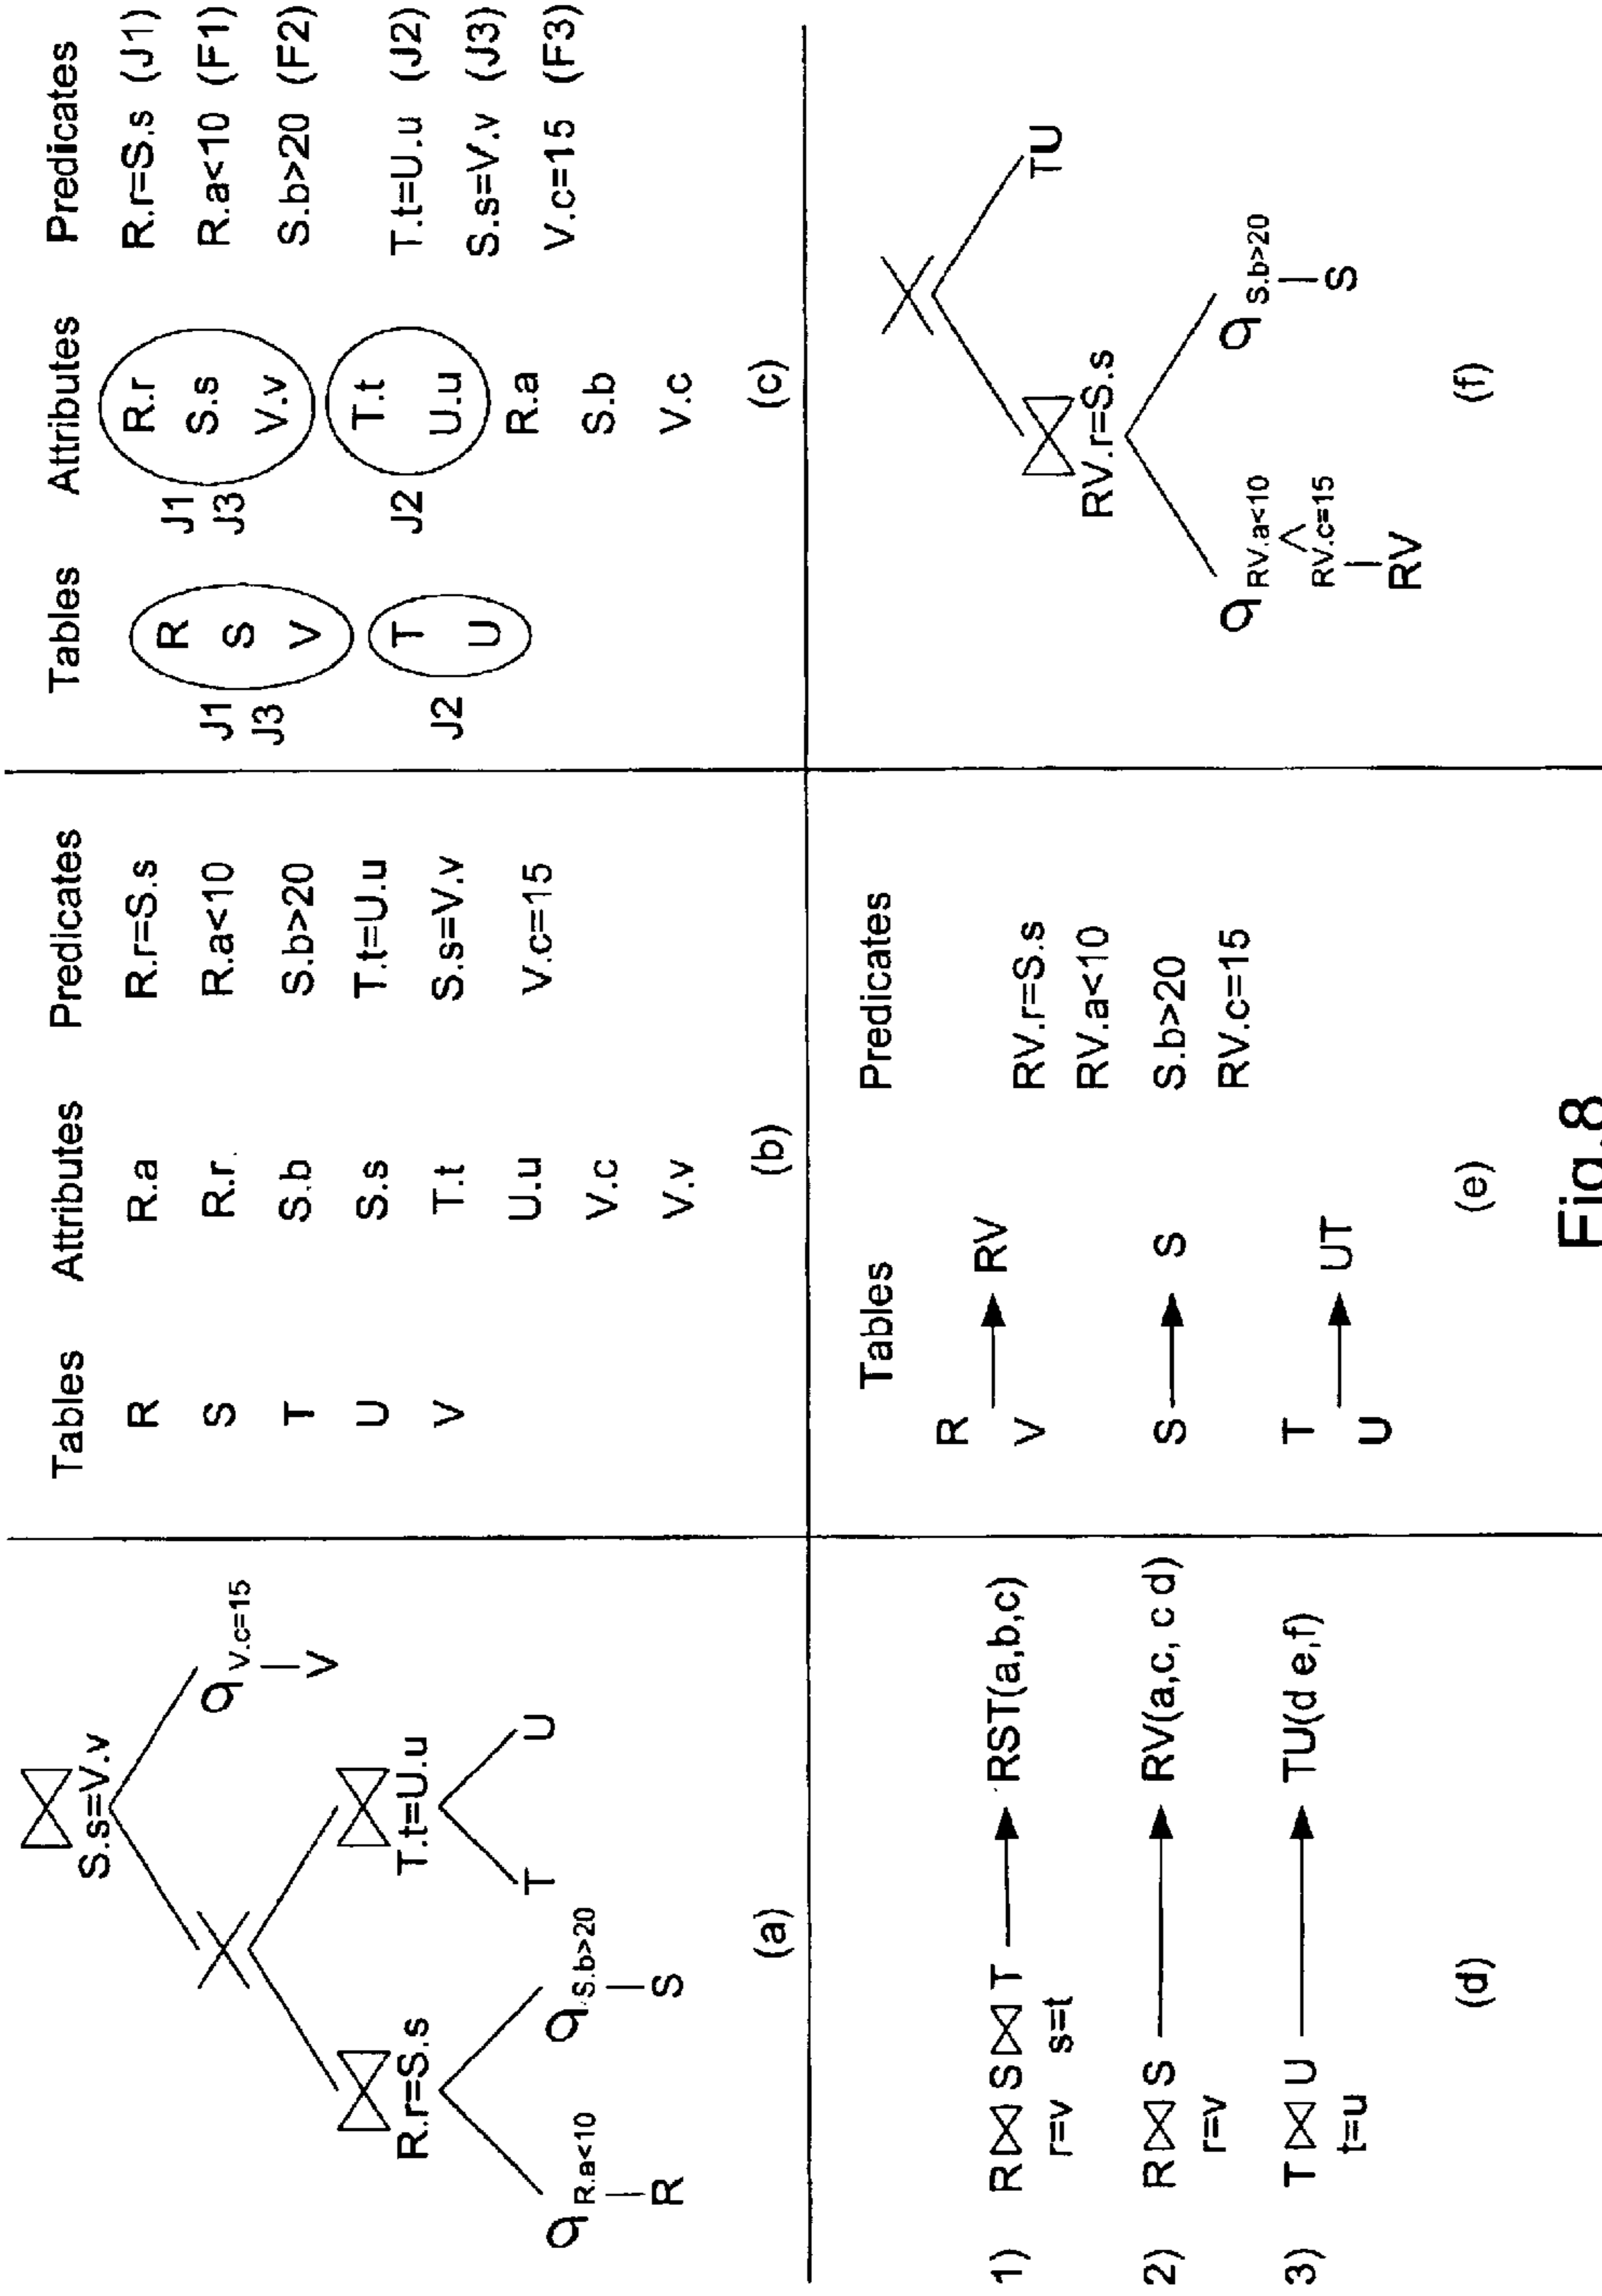 ⋈
S.s=V.v
×
σ V.c=15
V
⋈
R.r=S.s
⋈
T.t=U.u
σ R.a<10
R
σ S.b>20
S
T
U
(a)
Tables Attributes Predicates
R R.a R.r=S.s
S R.r. R.a<10
T S.b S.b>20
U S.s T.t=U.u
V T.t S.s=V.v
U.u V.c=15
V.c
V.v
(b)
Tables Attributes Predicates
R R.r R.r=S.s (J1)
J1 S J1 S.s R.a<10 (F1)
J3 V J3 V.v S.b>20 (F2)
T T.t T.t=U.u (J2)
J2 U J2 U.u S.s=V.v (J3)
R.a V.c=15 (F3)
S.b
V.c
(c)
1) R ⋈ S ⋈ T → RST(a,b,c)
r=v s=t
2) R ⋈ S → RV(a,c, c d)
r=v
3) T ⋈ U → TU(d e,f)
t=u
(d)
Tables Predicates
R
→ RV
V
S → S
T
→ UT
U
RV.r=S.s
RV.a<10
S.b>20
RV.c=15
(e)
×
⋈
RV.r=S.s
TU
σ RV.a<10
^
RV.c=15
RV
σ S.b>20
S
(f)
Fig.8